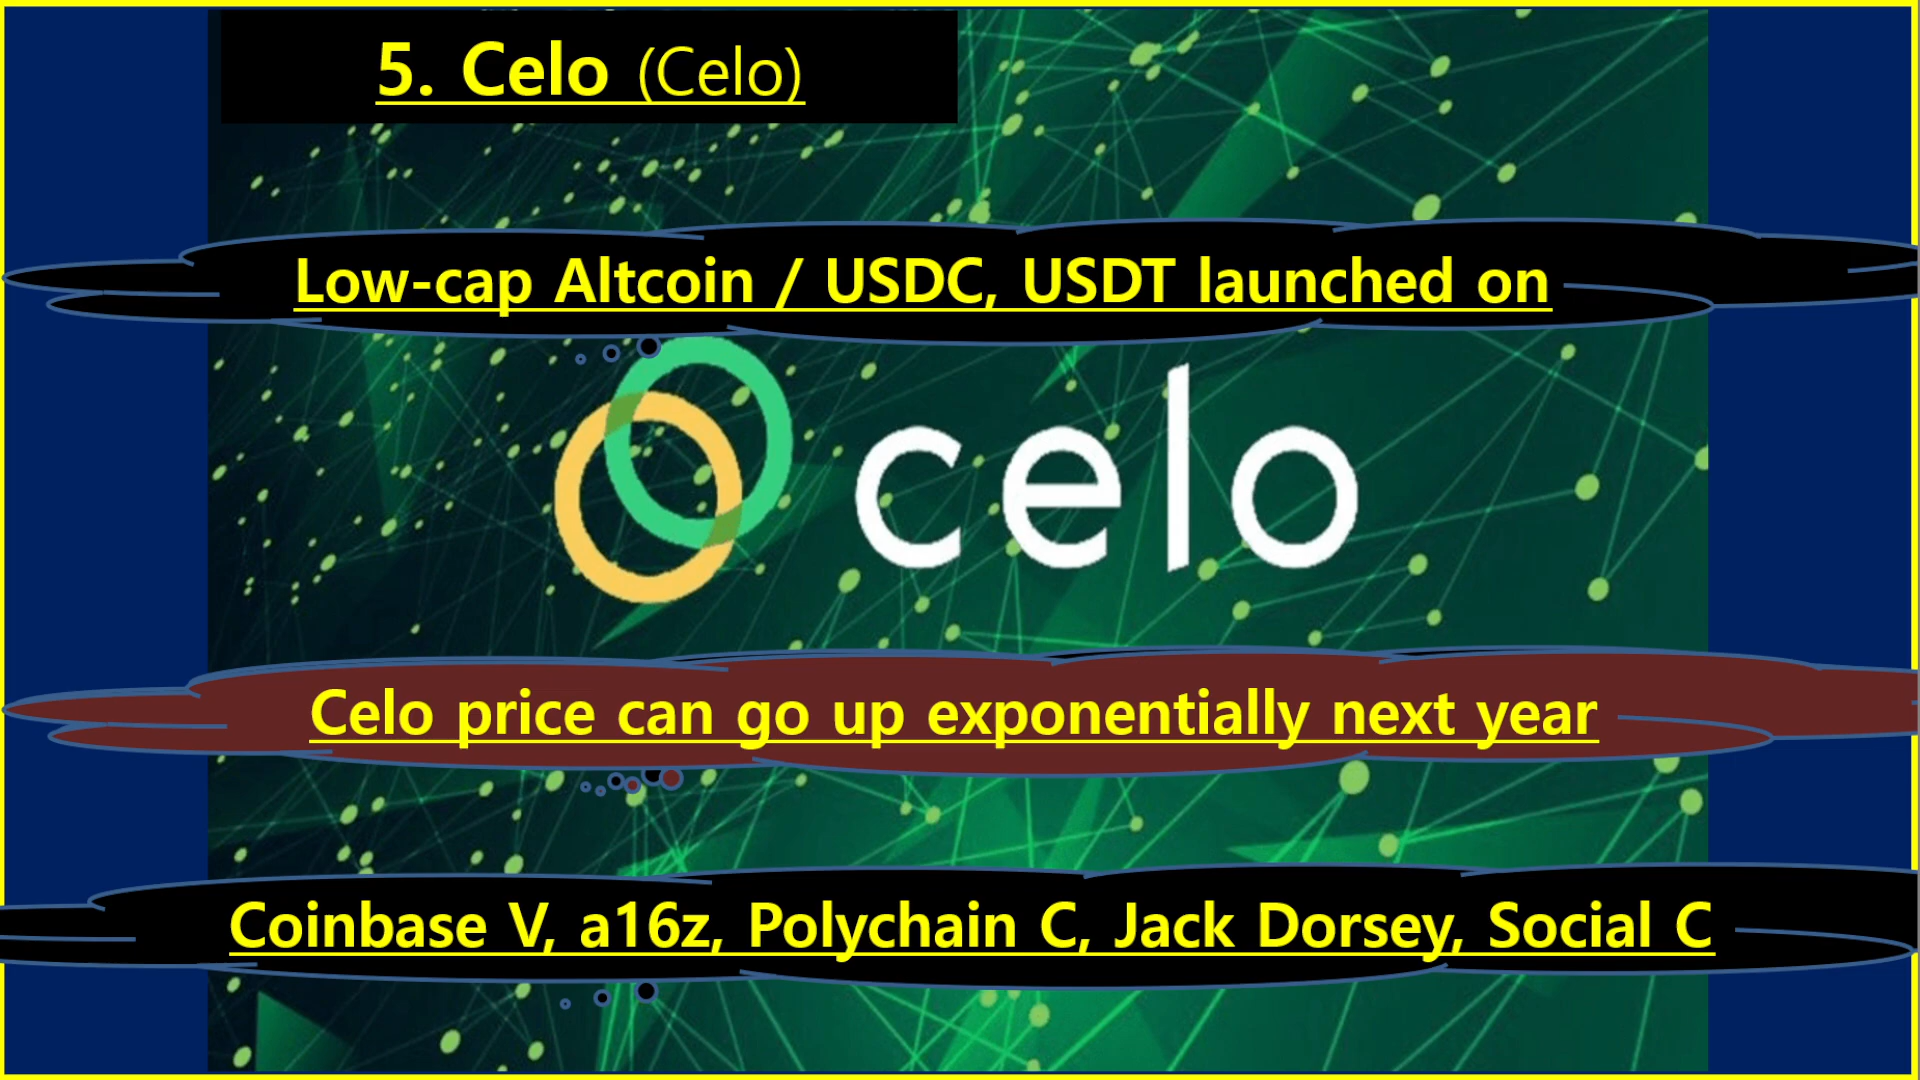 5. Celo (Celo)
Low-cap Altcoin / USDC, USDT launched on
celo
Celo price can go up exponentially next year
Coinbase V, a16z, Polychain C, Jack Dorsey, Social C